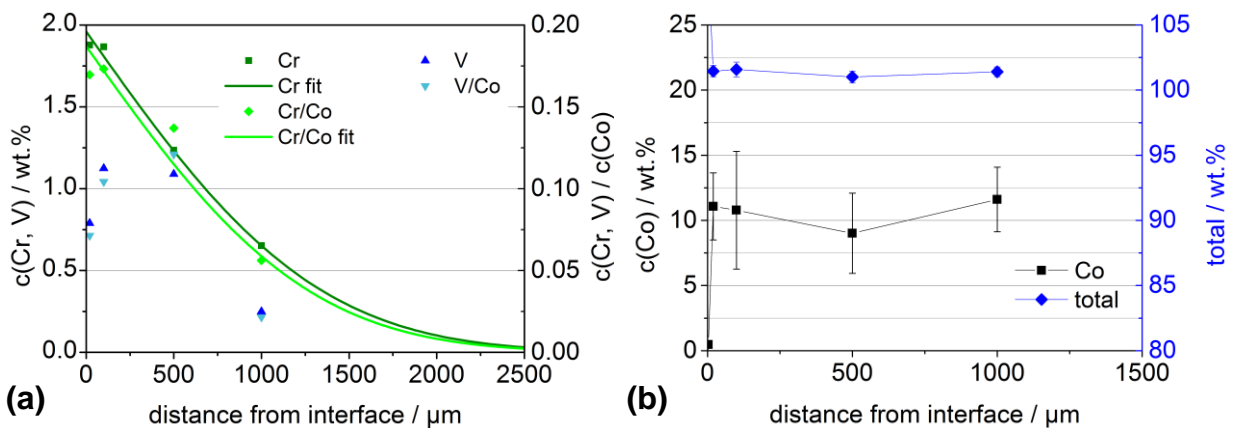 2.0
1.5
1.0
0.5
0.0
c(Cr, V) / wt.%
0.20
0.15
0.10
0.05
0.00
c(Cr, V) / c(Co)
Cr
Cr fit
Cr/Co
Cr/Co fit
V
V/Co
0 500 1000 1500 2000 2500
distance from interface / µm
(a)
25
20
15
10
5
0
c(Co) / wt.%
105
100
95
90
85
80
total / wt.%
Co
total
0 500 1000 1500
distance from interface / µm
(b)